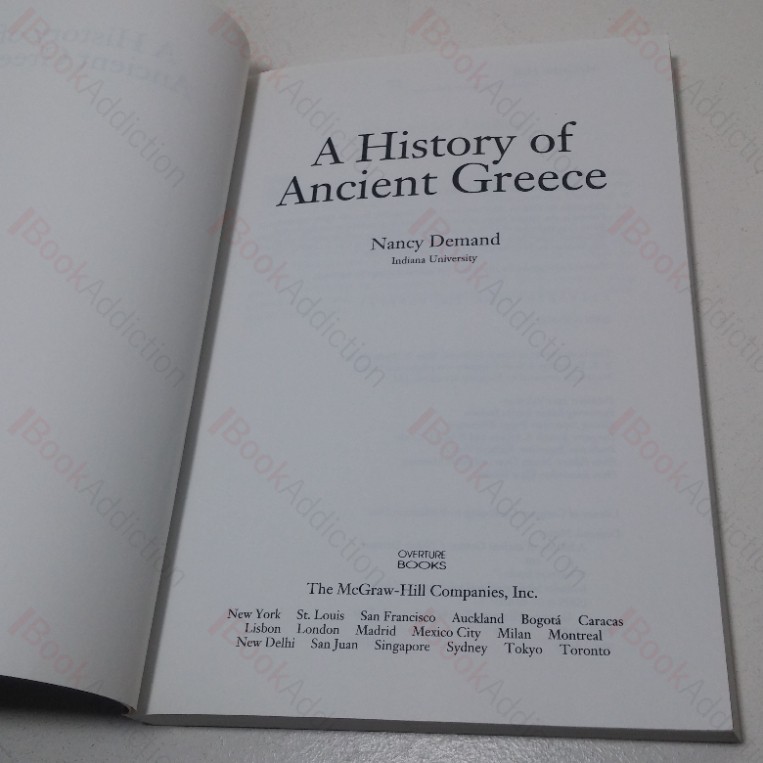 A History of
Ancient Greece
Nancy Demand
Indiana University
OVERTURE
BOOKS
The McGraw-Hill Companies, Inc.
New York St. Louis San Francisco Auckland Bogotá Caracas
Lisbon London Madrid Mexico City Milan Montreal
New Delhi San Juan Singapore Sydney Tokyo Toronto
BookAddiction